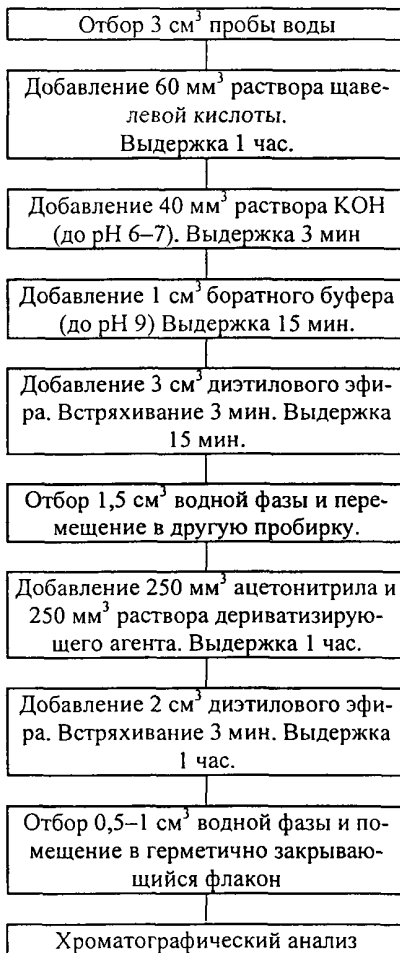 Отбор 3 см³ пробы воды
Добавление 60 мм³ раствора щаве-
левой кислоты.
Выдержка 1 час.
Добавление 40 мм³ раствора КОН
(до рН 6–7). Выдержка 3 мин
Добавление 1 см³ боратного буфера
(до рН 9) Выдержка 15 мин.
Добавление 3 см³ диэтилового эфи-
ра. Встряхивание 3 мин. Выдержка
15 мин.
Отбор 1,5 см³ водной фазы и пере-
мещение в другую пробирку.
Добавление 250 мм³ ацетонитрила и
250 мм³ раствора дериватизирую-
щего агента. Выдержка 1 час.
Добавление 2 см³ диэтилового эфи-
ра. Встряхивание 3 мин. Выдержка
1 час.
Отбор 0,5–1 см³ водной фазы и по-
мещение в герметично закрываю-
щийся флакон
Хроматографический анализ